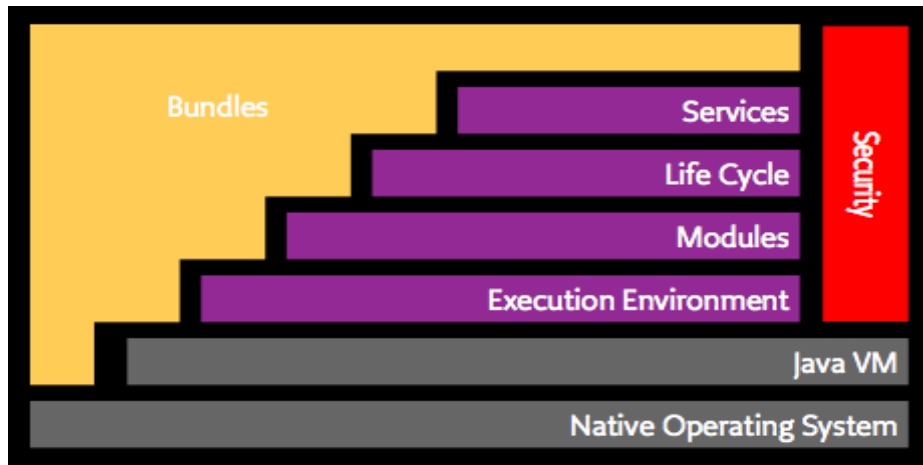 Bundles
Services
Life Cycle
Modules
Execution Environment
Security
Java VM
Native Operating System